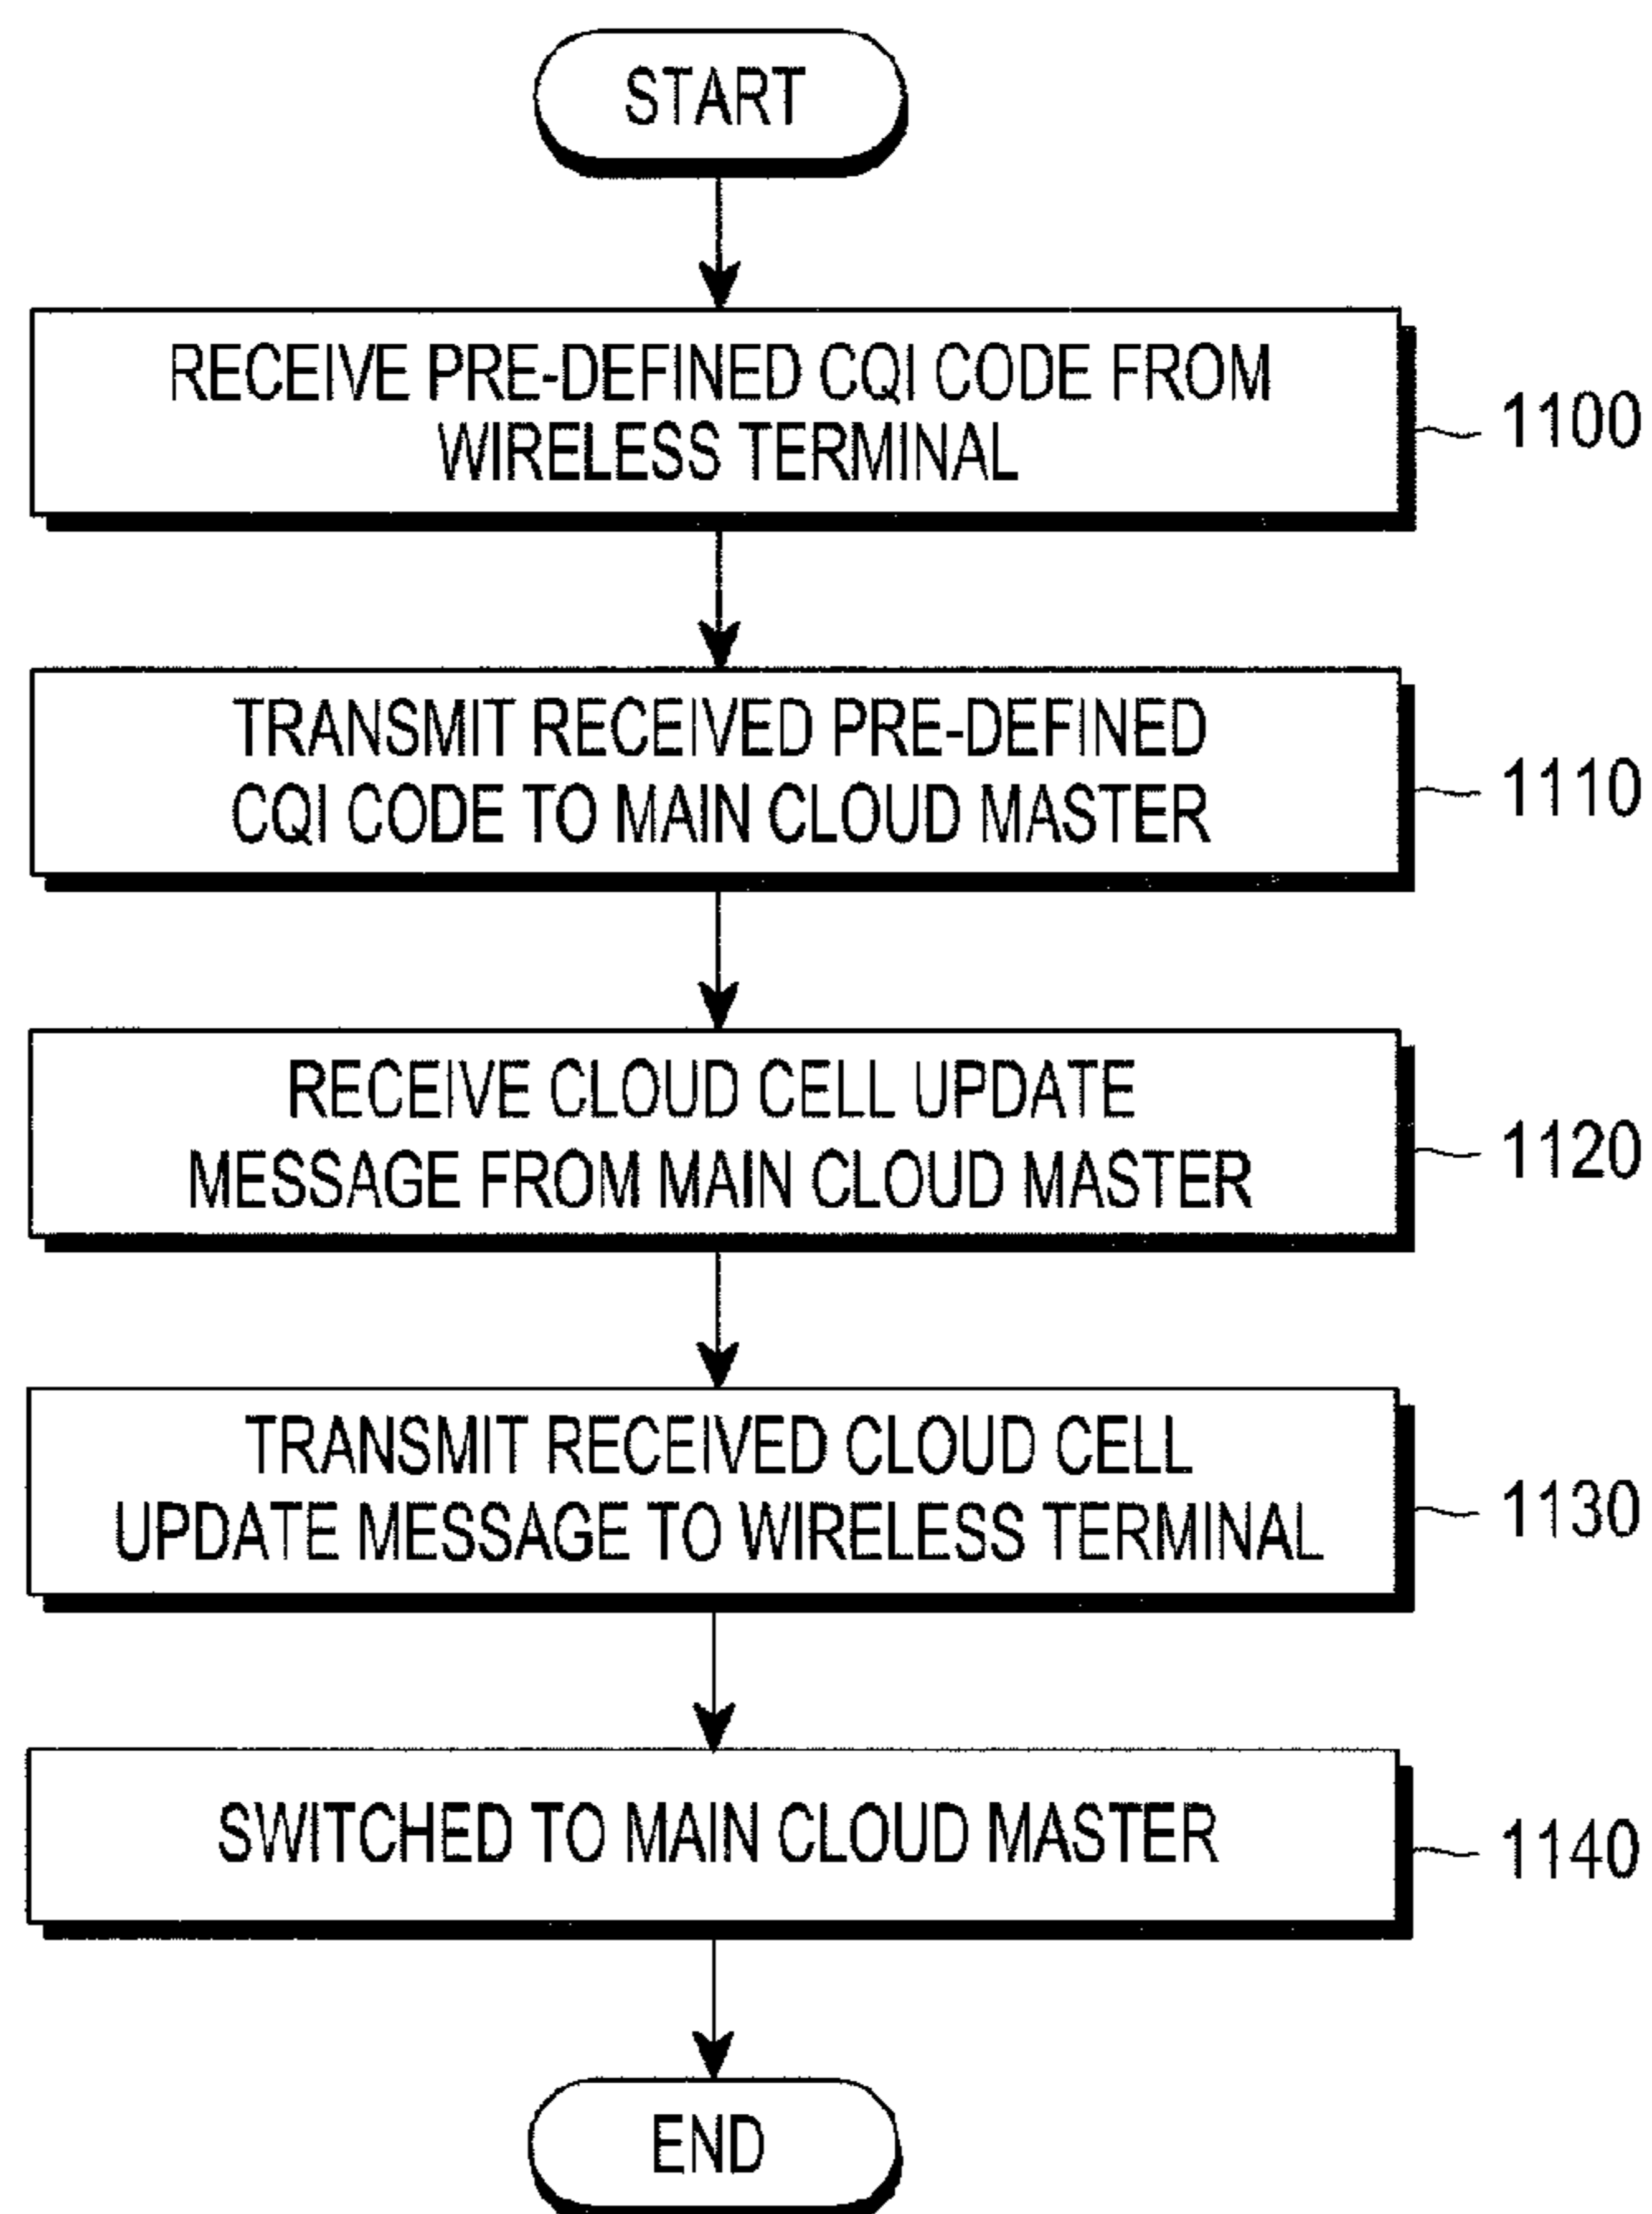 START
RECEIVE PRE-DEFINED CQI CODE FROM
WIRELESS TERMINAL
1100
TRANSMIT RECEIVED PRE-DEFINED
CQI CODE TO MAIN CLOUD MASTER
1110
RECEIVE CLOUD CELL UPDATE
MESSAGE FROM MAIN CLOUD MASTER
1120
TRANSMIT RECEIVED CLOUD CELL
UPDATE MESSAGE TO WIRELESS TERMINAL
1130
SWITCHED TO MAIN CLOUD MASTER
1140
END